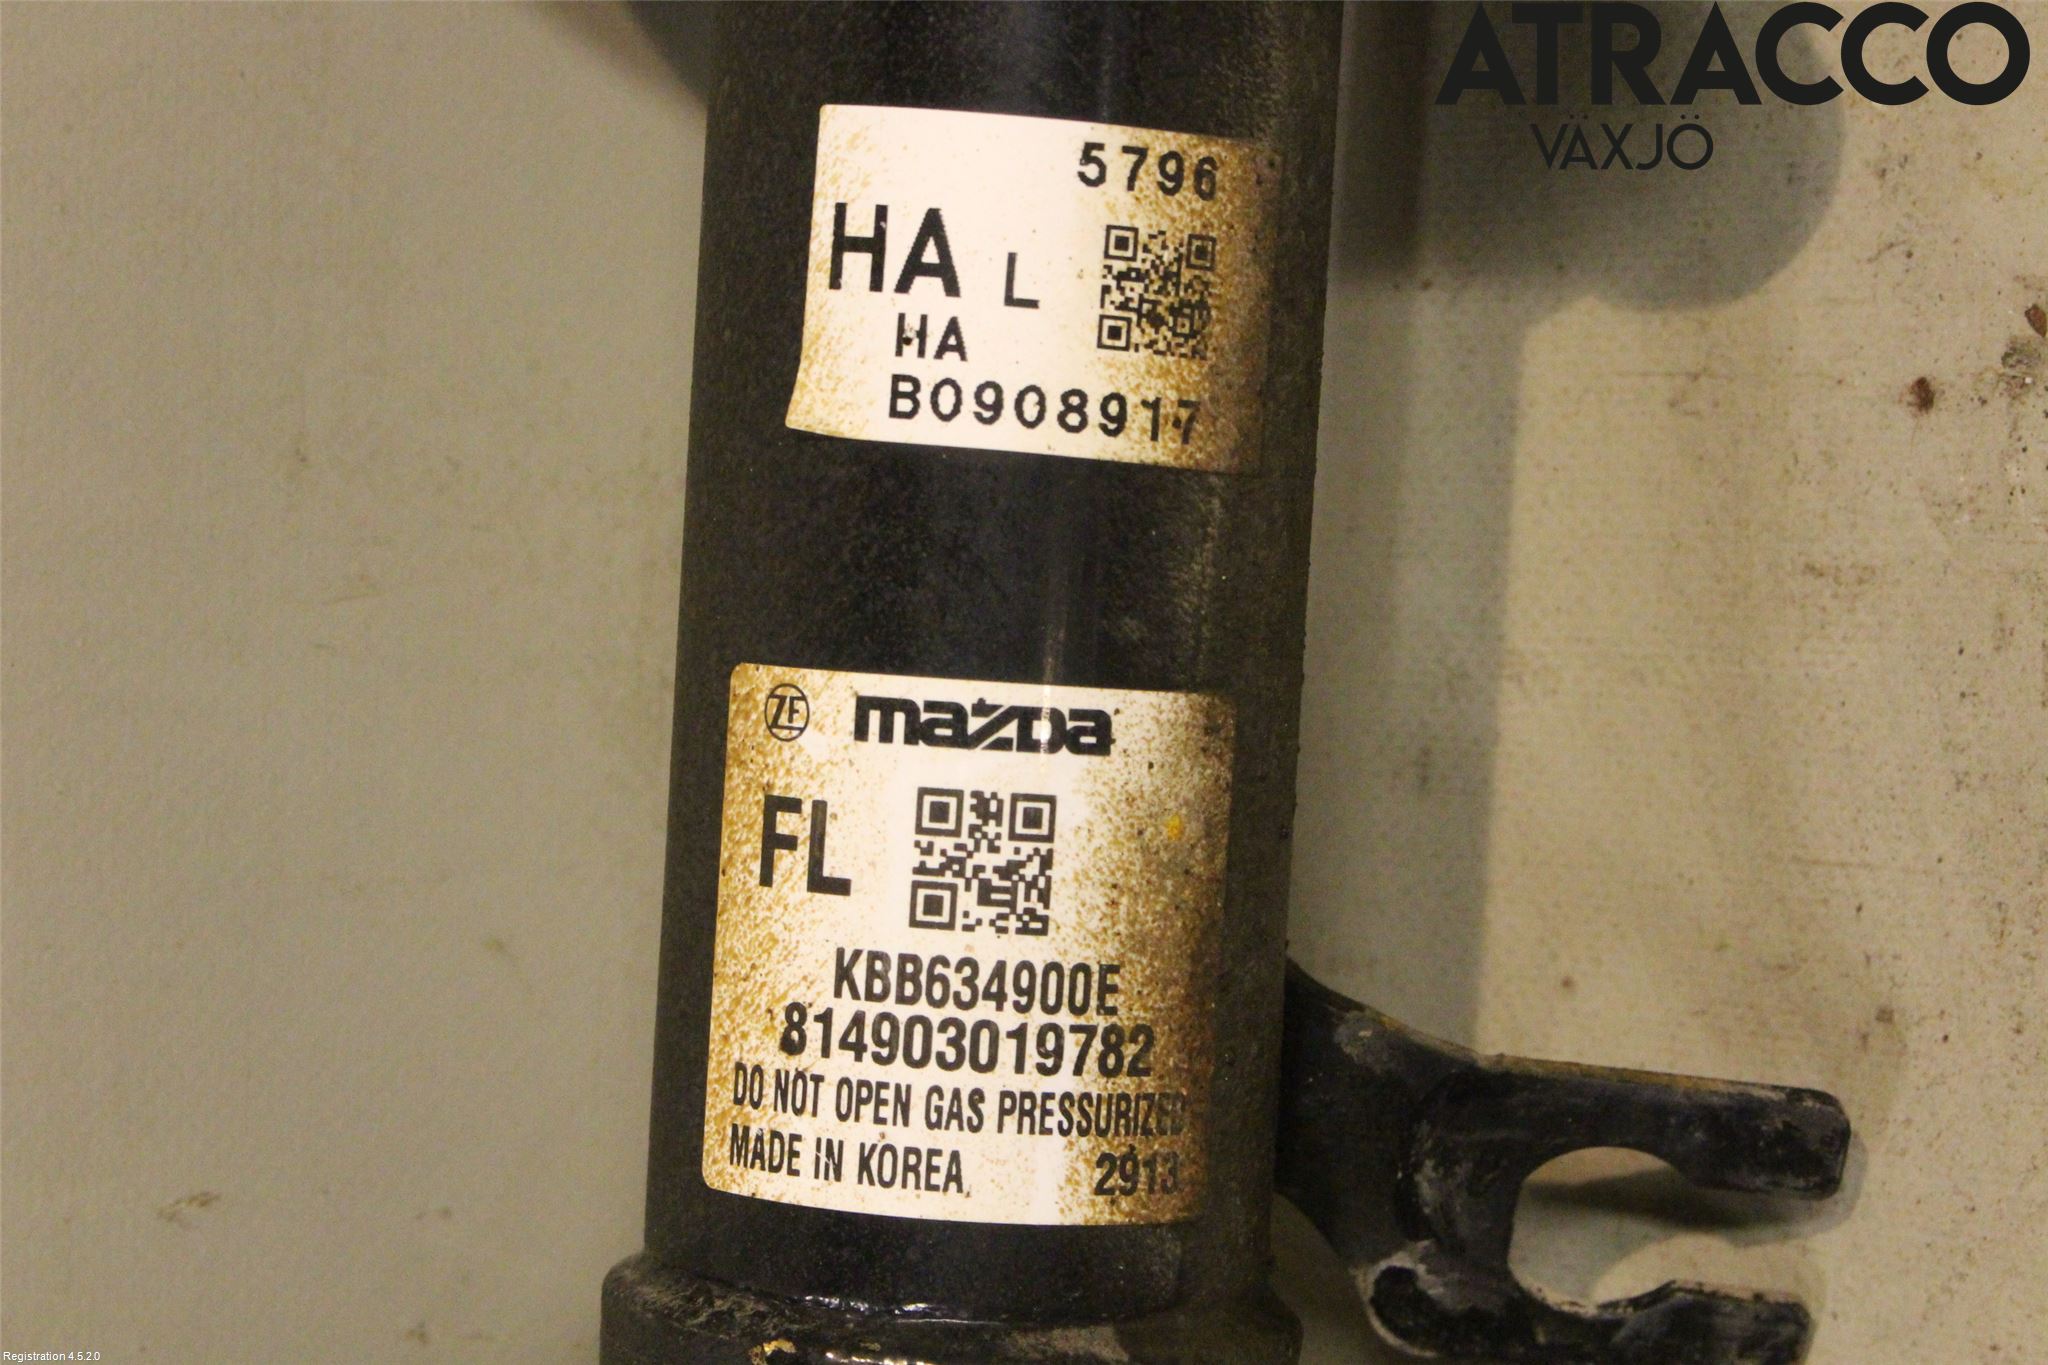 ATRACCO
VÄXJÖ
5796
HA L
HA
B0908917
ZF mazda
FL
KBB634900E
814903019782
DO NOT OPEN GAS PRESSURIZED
MADE IN KOREA 2913
Registration 4.5.2.0